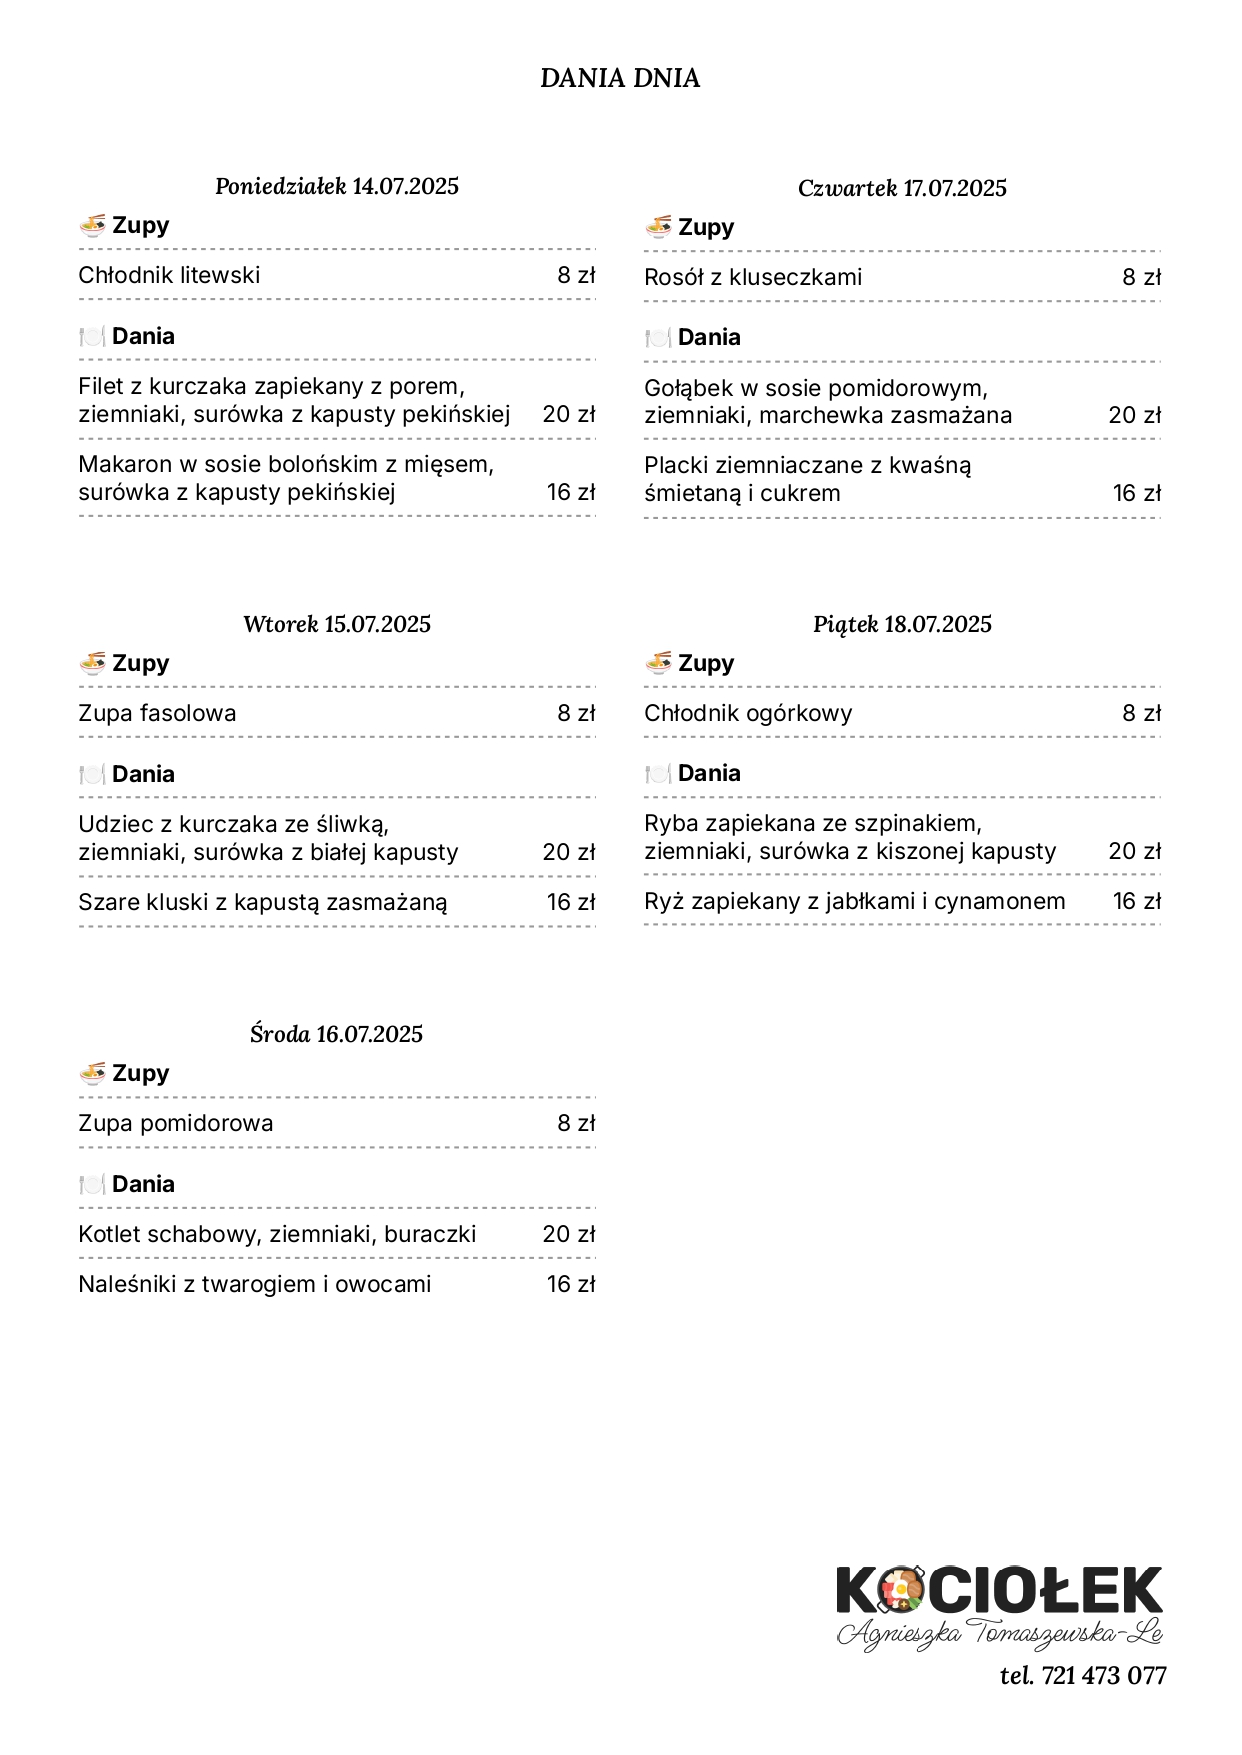 DANIA DNIA
Poniedziałek 14.07.2025
Zupy
Chłodnik litewski 8 zł
Dania
Filet z kurczaka zapiekany z porem,
ziemniaki, surówka z kapusty pekińskiej 20 zł
Makaron w sosie bolońskim z mięsem,
surówka z kapusty pekińskiej 16 zł
Wtorek 15.07.2025
Zupy
Zupa fasolowa 8 zł
Dania
Udziec z kurczaka ze śliwką,
ziemniaki, surówka z białej kapusty 20 zł
Szare kluski z kapustą zasmażaną 16 zł
Środa 16.07.2025
Zupy
Zupa pomidorowa 8 zł
Dania
Kotlet schabowy, ziemniaki, buraczki 20 zł
Naleśniki z twarogiem i owocami 16 zł
Czwartek 17.07.2025
Zupy
Rosół z kluseczkami 8 zł
Dania
Gołąbek w sosie pomidorowym,
ziemniaki, marchewka zasmażana 20 zł
Placki ziemniaczane z kwaśną
śmietaną i cukrem 16 zł
Piątek 18.07.2025
Zupy
Chłodnik ogórkowy 8 zł
Dania
Ryba zapiekana ze szpinakiem,
ziemniaki, surówka z kiszonej kapusty 20 zł
Ryż zapiekany z jabłkami i cynamonem 16 zł
KOCIOŁEK
Agnieszka Tomaszewska-Le
tel. 721 473 077